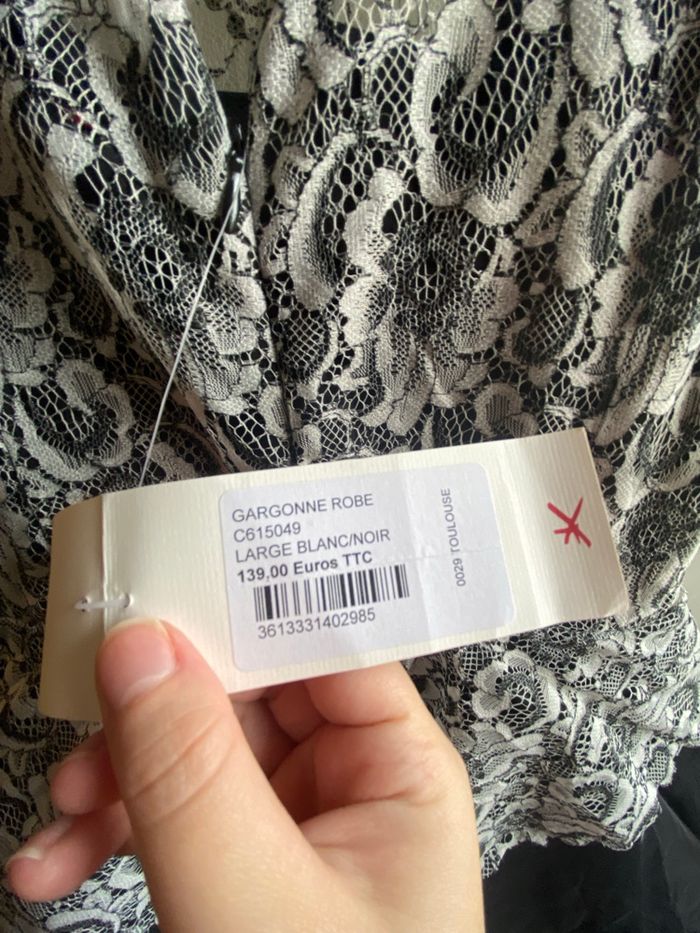 GARGONNE ROBE
C615049
LARGE BLANC/NOIR
139,00 Euros TTC
3613331402985
0029 TOULOUSE